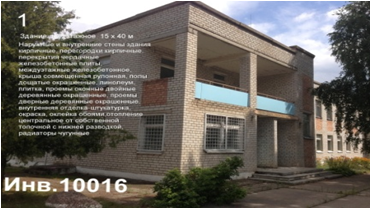 1
Здание 2-х этажное 15 х 40 м
Наружные и внутренние стены здания
кирпичные, перегородки кирпичные,
перекрытия чердачные
железобетонные плиты,
междуэтажные железобетонное,
крыша совмещенная рулонная, полы
дощатые окрашенные, линолеум,
плитка, проемы оконные двойные
деревянные окрашенные, проемы
дверные деревянные окрашенные,
внутренняя отделка-штукатурка,
окраска, оклейка обоями.отопление
центральное от собственной
топочной с нижней разводкой,
радиаторы чугунные
Инв.10016